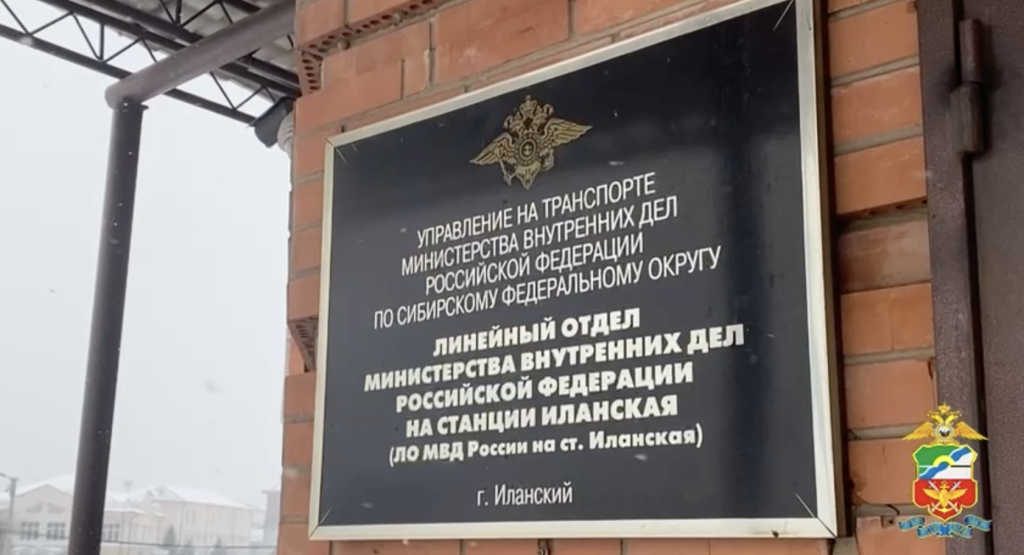 УПРАВЛЕНИЕ НА ТРАНСПОРТЕ
МИНИСТЕРСТВА ВНУТРЕННИХ ДЕЛ
РОССИЙСКОЙ ФЕДЕРАЦИИ
ПО СИБИРСКОМУ ФЕДЕРАЛЬНОМУ ОКРУГУ
ЛИНЕЙНЫЙ ОТДЕЛ
МИНИСТЕРСТВА ВНУТРЕННИХ ДЕЛ
РОССИЙСКОЙ ФЕДЕРАЦИИ
НА СТАНЦИИ ИЛАНСКАЯ
(ЛО МВД России на ст. Иланская)
г. Иланский